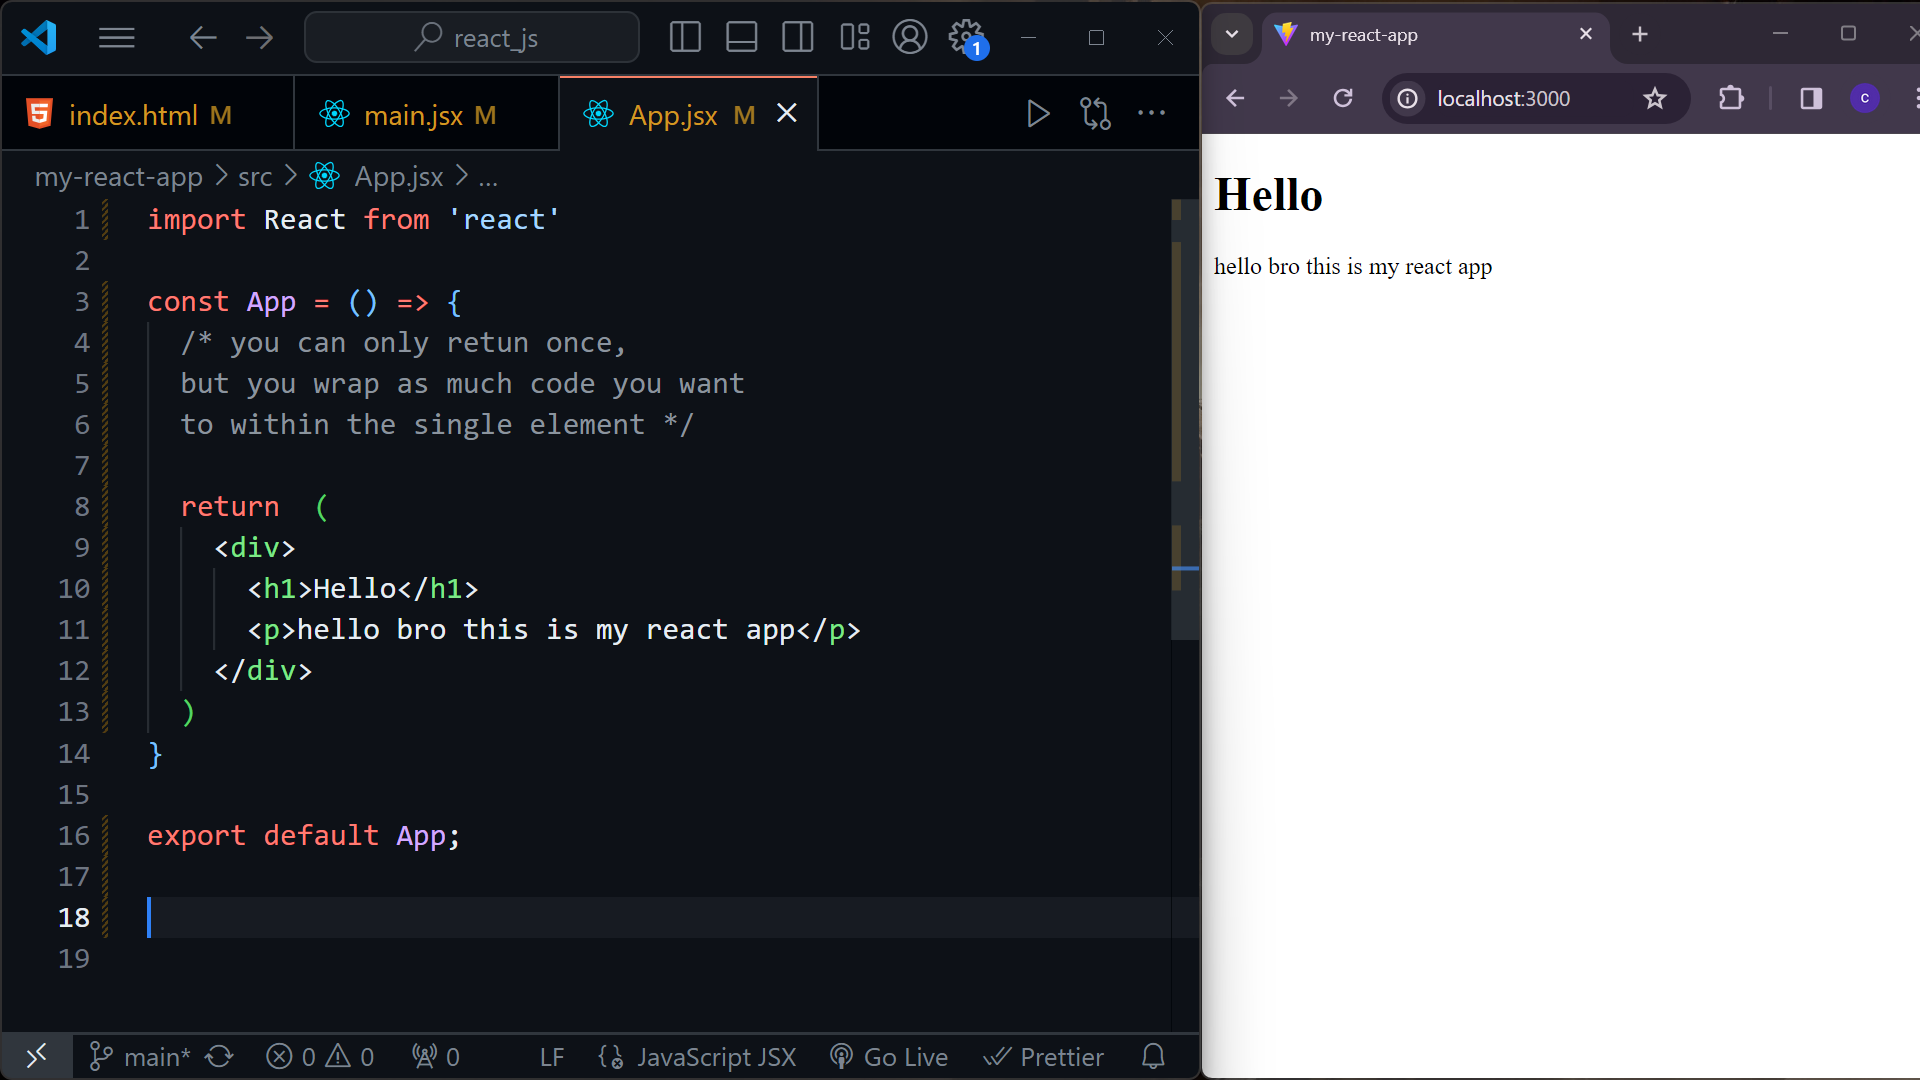 react_js
1
index.html M
main.jsx M
App.jsx M
my-react-app > src > App.jsx > ...
1 import React from 'react'
2
3 const App = () => {
4 /* you can only retun once,
5 but you wrap as much code you want
6 to within the single element */
7
8 return  (
9 <div>
10 <h1>Hello</h1>
11 <p>hello bro this is my react app</p>
12 </div>
13 )
14 }
15
16 export default App;
17
18
19
main* 0 0 0 LF JavaScript JSX Go Live Prettier
my-react-app
localhost:3000
c
Hello
hello bro this is my react app